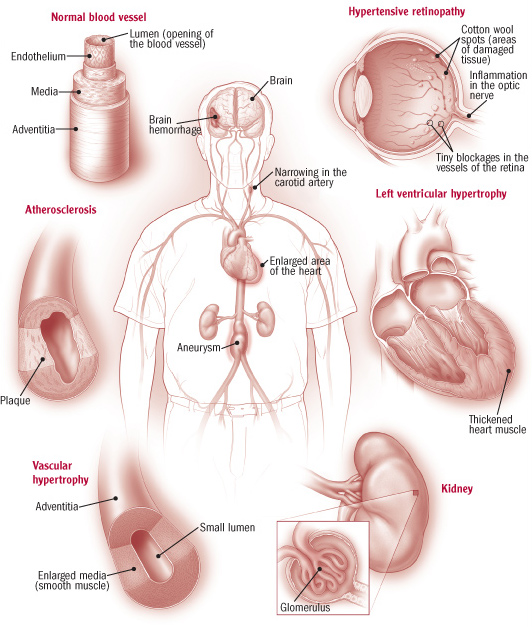 Normal blood vessel
Lumen (opening of
the blood vessel)
Endothelium
Media
Adventitia
Hypertensive retinopathy
Cotton wool
spots (areas
of damaged
tissue)
Inflammation
in the optic
nerve
Tiny blockages in the
vessels of the retina
Brain
Brain
hemorrhage
Narrowing in the
carotid artery
Enlarged area
of the heart
Aneurysm
Atherosclerosis
Plaque
Left ventricular hypertrophy
Thickened
heart muscle
Vascular
hypertrophy
Adventitia
Small lumen
Enlarged media
(smooth muscle)
Kidney
Glomerulus